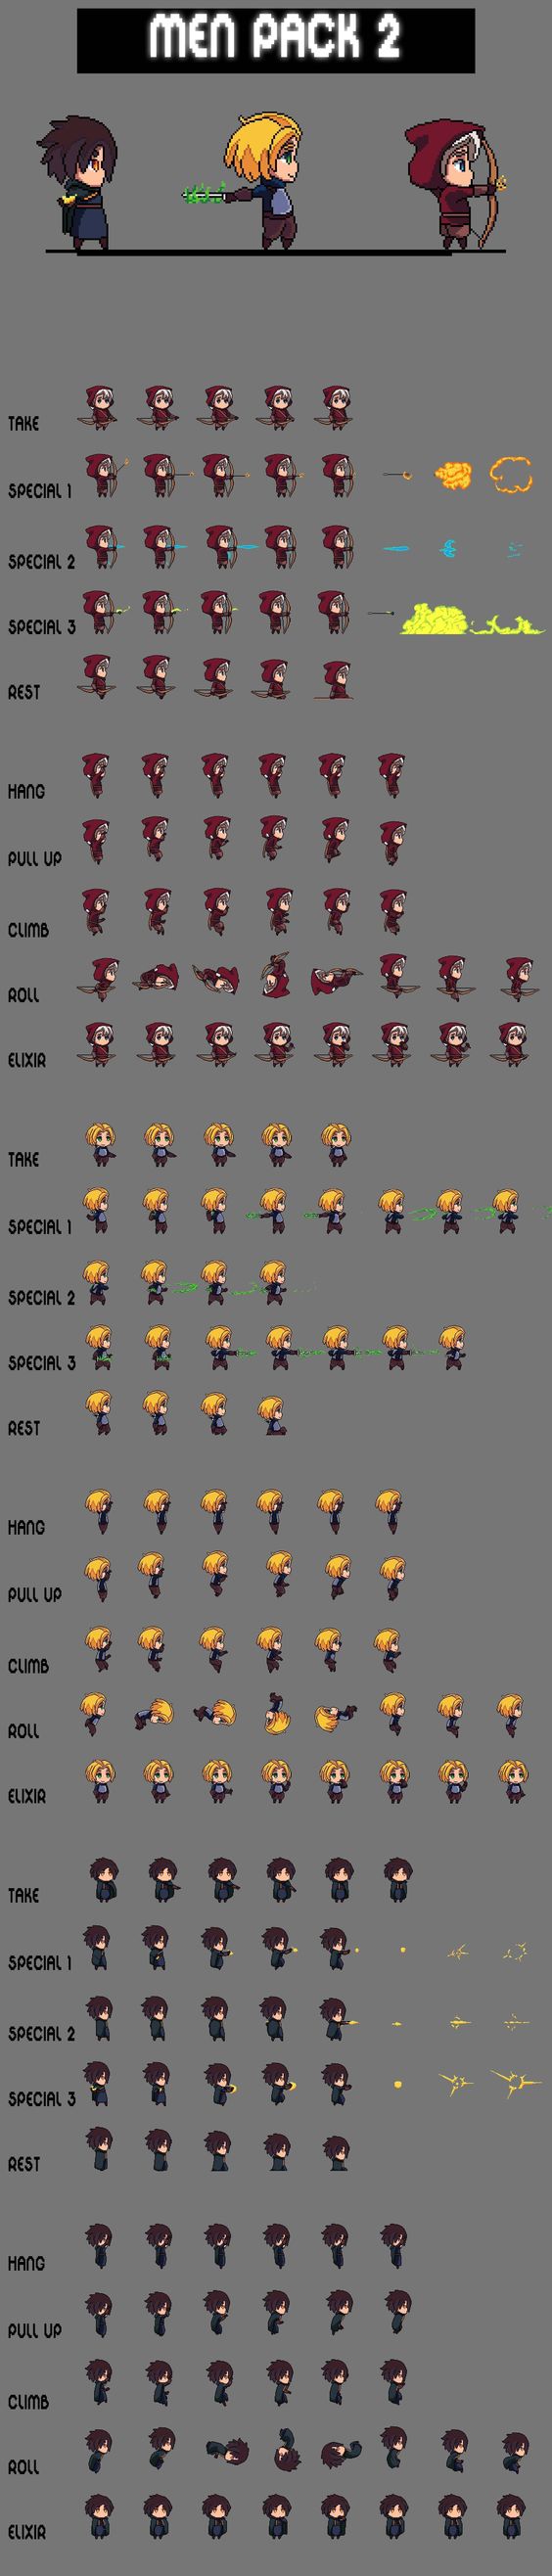 MEN PACK 2
TAKE
SPECIAL 1
SPECIAL 2
SPECIAL 3
REST
HANG
PULL UP
CLIMB
ROLL
ELIXIR
TAKE
SPECIAL 1
SPECIAL 2
SPECIAL 3
REST
HANG
PULL UP
CLIMB
ROLL
ELIXIR
TAKE
SPECIAL 1
SPECIAL 2
SPECIAL 3
REST
HANG
PULL UP
CLIMB
ROLL
ELIXIR